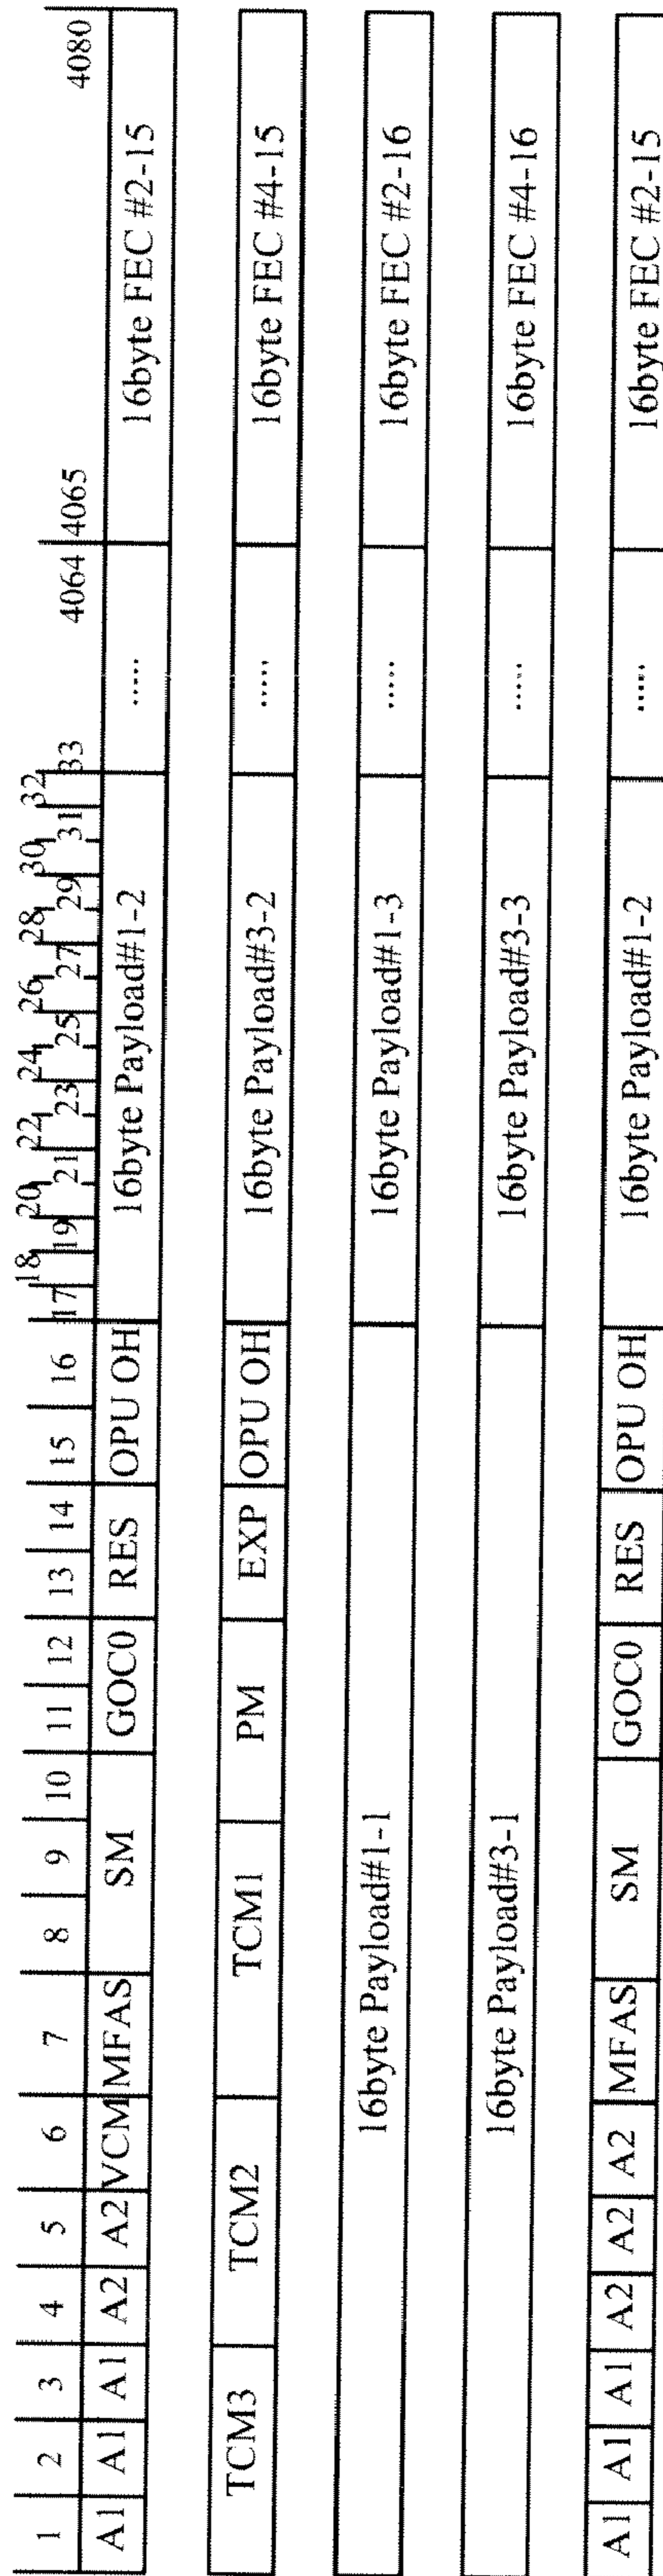 1 2 3 4 5 6 7 8 9 10 11 12 13 14 15 16 17 18 19 20 21 22 23 24 25 26 27 28 29 30 31 32 33 4064 4065 4080
A1 A1 A1 A2 A2 VCM MFAS SM GOC0 RES OPU OH 16byte Payload#1-2 ..... 16byte FEC #2-15
TCM3 TCM2 TCM1 PM EXP OPU OH 16byte Payload#3-2 ..... 16byte FEC #4-15
16byte Payload#1-1 16byte Payload#1-3 ..... 16byte FEC #2-16
16byte Payload#3-1 16byte Payload#3-3 ..... 16byte FEC #4-16
A1 A1 A1 A2 A2 A2 MFAS SM GOC0 RES OPU OH 16byte Payload#1-2 ..... 16byte FEC #2-15